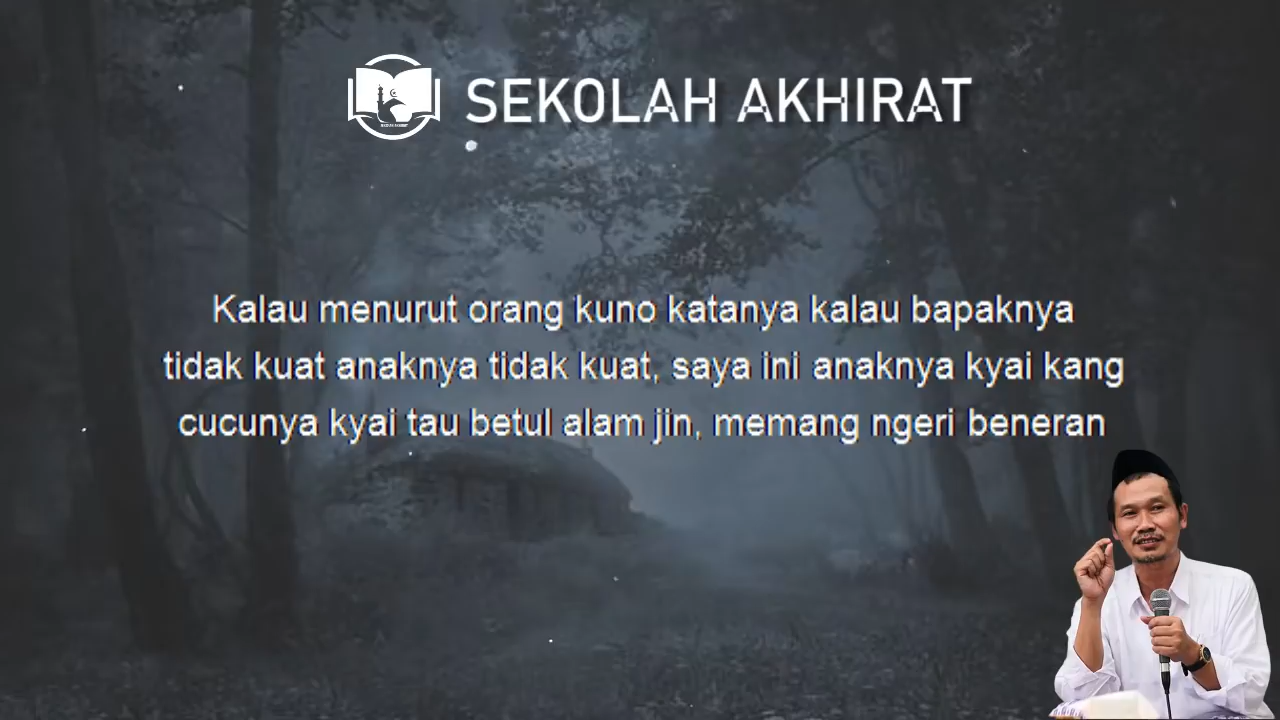 SEKOLAH AKHIRAT
Kalau menurut orang kuno katanya kalau bapaknya
tidak kuat anaknya tidak kuat, saya ini anaknya kyai kang
cucunya kyai tau betul alam jin, memang ngeri beneran